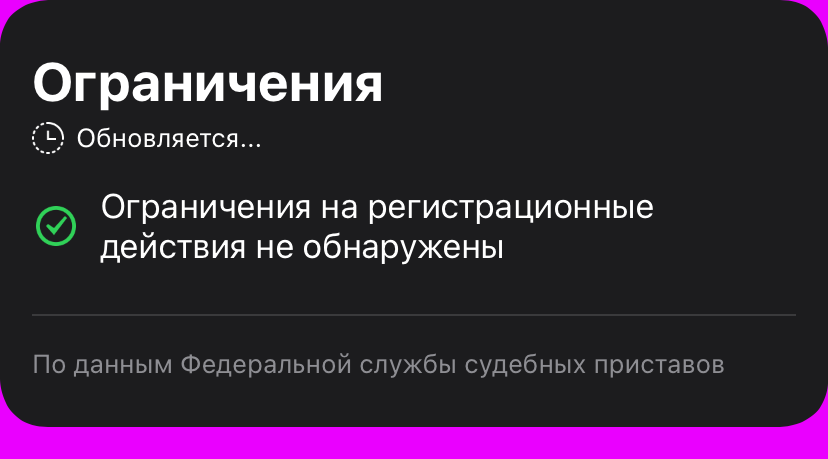 Ограничения
Обновляется...
Ограничения на регистрационные
действия не обнаружены
По данным Федеральной службы судебных приставов